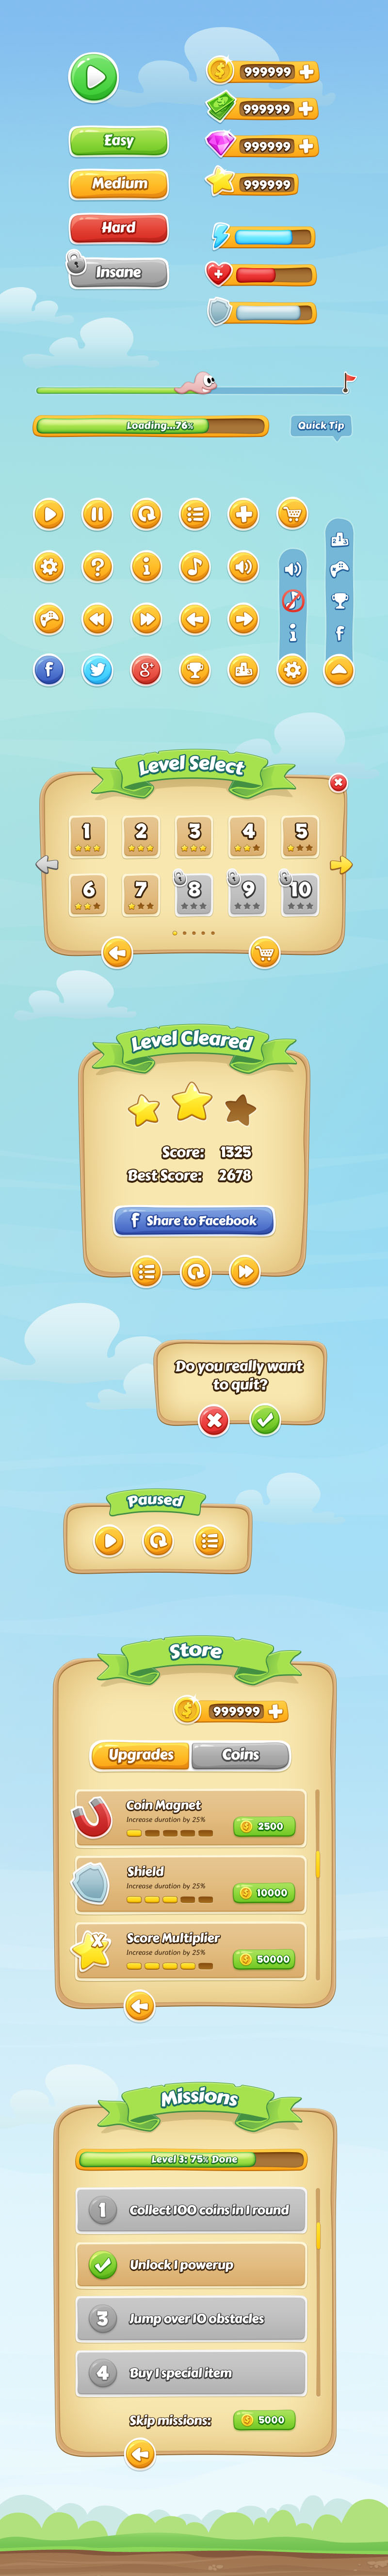 999999
999999
Easy
999999
Medium
999999
Hard
Insane
Loading...76%
Quick Tip
Level Select
1 2 3 4 5
6 7 8 9 10
Level Cleared
Score: 1325
Best Score: 2678
f Share to Facebook
Do you really want
to quit?
Paused
Store
999999
Upgrades Coins
Coin Magnet
Increase duration by 25%
2500
Shield
Increase duration by 25%
10000
X
Score Multiplier
Increase duration by 25%
50000
Missions
Level 3: 75% Done
1 Collect 100 coins in 1 round
Unlock 1 powerup
3 Jump over 10 obstacles
4 Buy 1 special item
Skip missions: 5000